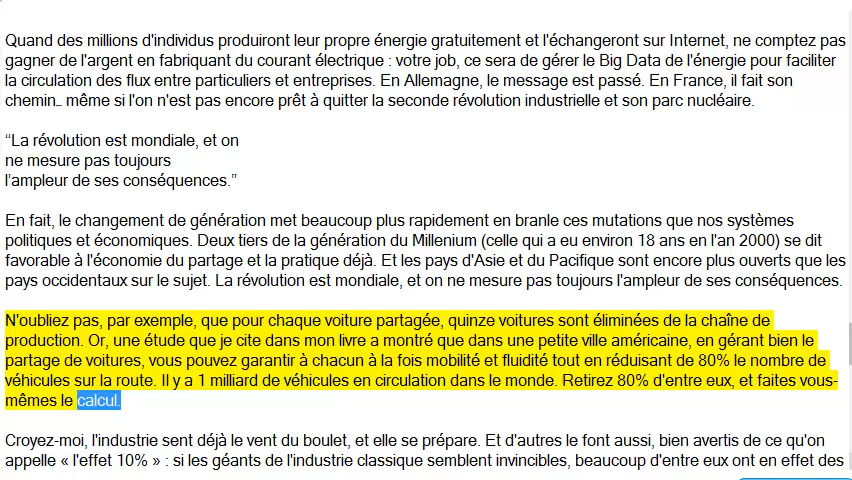 Quand des millions d'individus produiront leur propre énergie gratuitement et l'échangeront sur Internet, ne comptez pas
gagner de l'argent en fabriquant du courant électrique : votre job, ce sera de gérer le Big Data de l'énergie pour faciliter
la circulation des flux entre particuliers et entreprises. En Allemagne, le message est passé. En France, il fait son
chemin… même si l'on n'est pas encore prêt à quitter la seconde révolution industrielle et son parc nucléaire.
“La révolution est mondiale, et on
ne mesure pas toujours
l’ampleur de ses conséquences.”
En fait, le changement de génération met beaucoup plus rapidement en branle ces mutations que nos systèmes
politiques et économiques. Deux tiers de la génération du Millenium (celle qui a eu environ 18 ans en l'an 2000) se dit
favorable à l'économie du partage et la pratique déjà. Et les pays d'Asie et du Pacifique sont encore plus ouverts que les
pays occidentaux sur le sujet. La révolution est mondiale, et on ne mesure pas toujours l'ampleur de ses conséquences.
N'oubliez pas, par exemple, que pour chaque voiture partagée, quinze voitures sont éliminées de la chaîne de
production. Or, une étude que je cite dans mon livre a montré que dans une petite ville américaine, en gérant bien le
partage de voitures, vous pouvez garantir à chacun à la fois mobilité et fluidité tout en réduisant de 80% le nombre de
véhicules sur la route. Il y a 1 milliard de véhicules en circulation dans le monde. Retirez 80% d'entre eux, et faites vous-
mêmes le calcul.
Croyez-moi, l'industrie sent déjà le vent du boulet, et elle se prépare. Et d'autres le font aussi, bien avertis de ce qu'on
appelle « l'effet 10% » : si les géants de l'industrie classique semblent invincibles, beaucoup d'entre eux ont en effet des